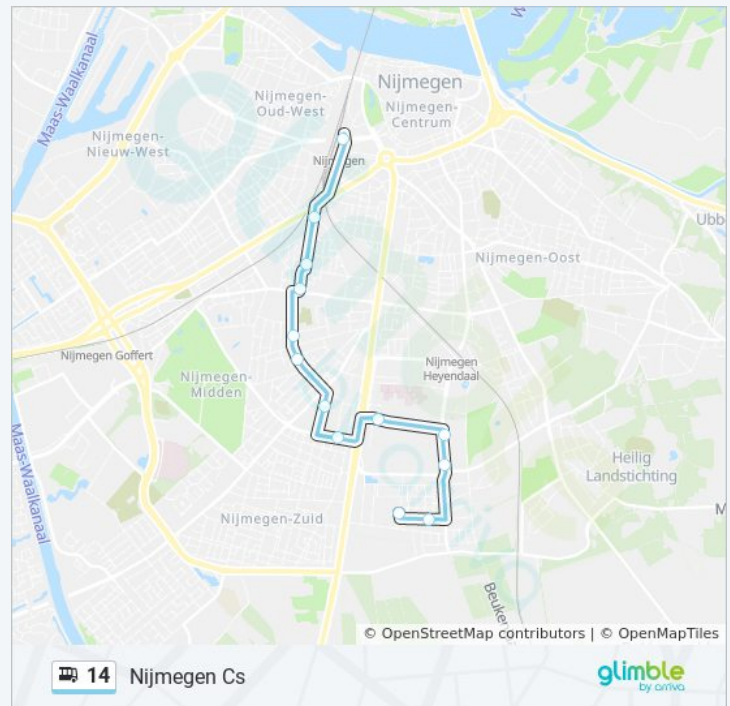 W
Nijmegen
Maas-Waalkanaal
Nijmegen-
Oud-West
Nijmegen-
Centrum
Nijmegen-
Nieuw-West
Nijmegen
Ubb
Nijmegen-Oost
Nijmegen Goffert
Nijmegen
Heyendaal
Nijmegen-
Midden
Maas-Waalkanaal
Heilig
Landstichting
M
Nijmegen-Zuid
Beuken
© OpenStreetMap contributors | © OpenMapTiles
14 Nijmegen Cs
glimble
by arriva